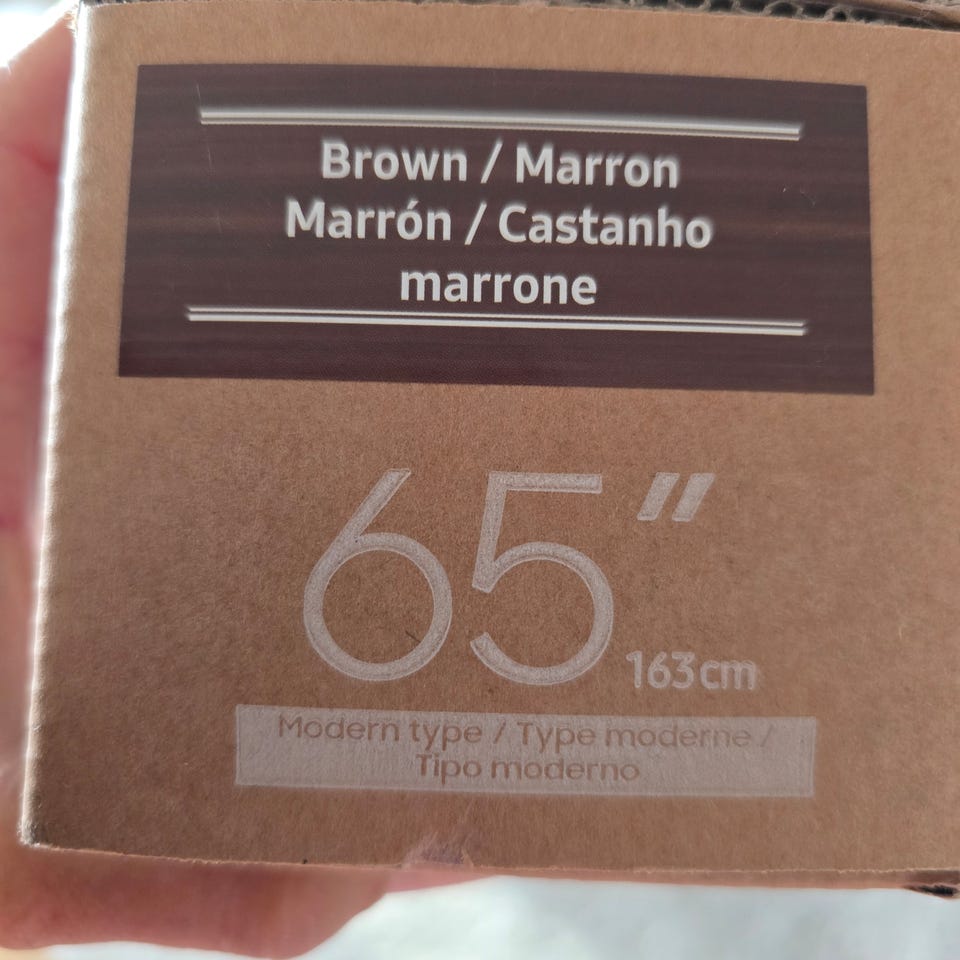 Brown / Marron
Marrón / Castanho
marrone
65"
163cm
Modern type / Type moderne /
Tipo moderno